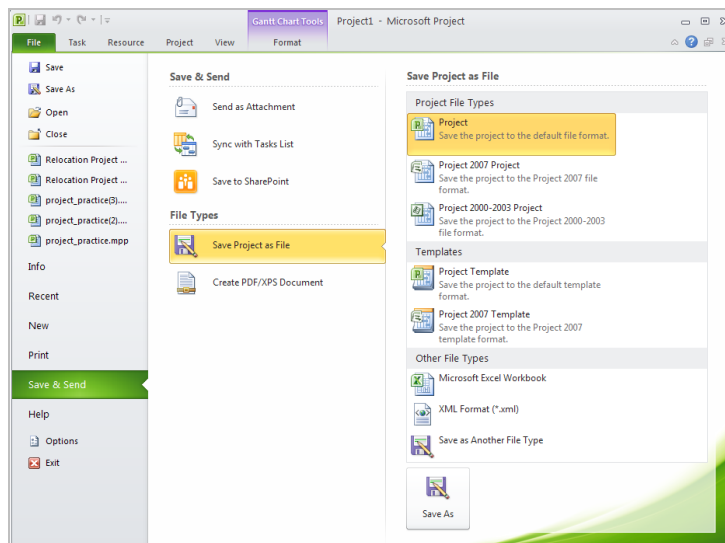 Gantt Chart Tools
Project1 - Microsoft Project
File
Task
Resource
Project
View
Format
Save
Save As
Open
Close
Relocation Project ...
Relocation Project ...
project_practice(3)....
project_practice(2)....
project_practice.mpp
Info
Recent
New
Print
Save & Send
Help
Options
Exit
Save & Send
Send as Attachment
Sync with Tasks List
Save to SharePoint
File Types
Save Project as File
Create PDF/XPS Document
Save Project as File
Project File Types
Project
Save the project to the default file format.
Project 2007 Project
Save the project to the Project 2007 file
format.
Project 2000-2003 Project
Save the project to the Project 2000-2003
file format.
Templates
Project Template
Save the project to the default template
format.
Project 2007 Template
Save the project to the Project 2007
template format.
Other File Types
Microsoft Excel Workbook
XML Format (*.xml)
Save as Another File Type
Save As